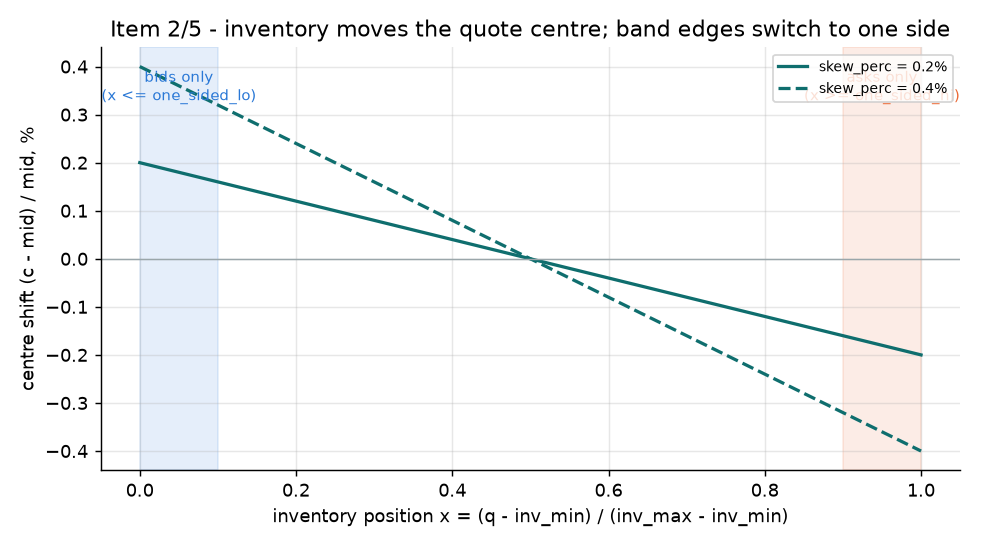 Item 2/5 - inventory moves the quote centre; band edges switch to one side
bids only
(x <= one_sided_lo)
asks only
(x >= one_sided_hi)
skew_perc = 0.2%
skew_perc = 0.4%
centre shift (c - mid) / mid, %
0.4
0.3
0.2
0.1
0.0
−0.1
−0.2
−0.3
−0.4
0.0
0.2
0.4
0.6
0.8
1.0
inventory position x = (q - inv_min) / (inv_max - inv_min)